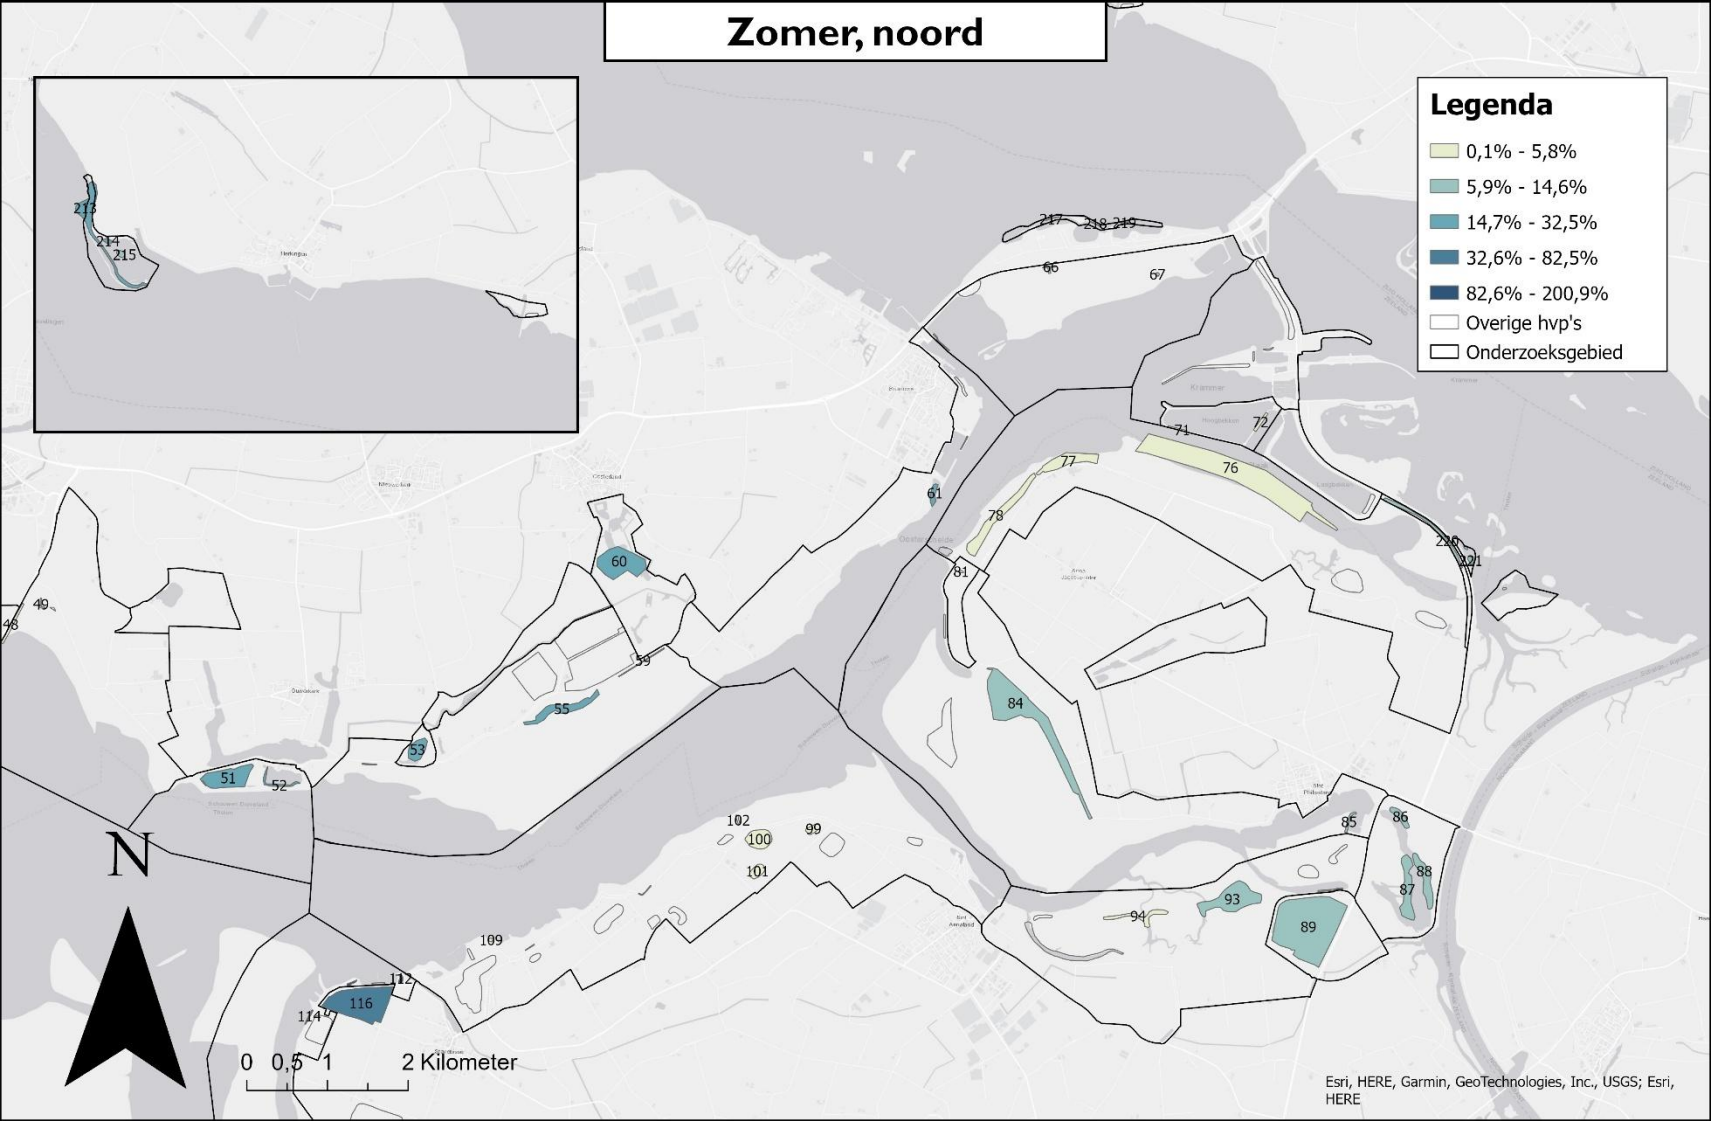 Zomer, noord
Legenda
0,1% - 5,8%
5,9% - 14,6%
14,7% - 32,5%
32,6% - 82,5%
82,6% - 200,9%
Overige hvp's
Onderzoeksgebied
213
214
215
217
218
219
66
67
71
72
76
77
78
61
220
221
81
60
59
55
53
51
52
49
48
84
85
86
87
88
89
93
94
102
99
100
101
109
112
114
116
Krammer
Oosterschelde
N
0 0,5 1 2 Kilometer
Esri, HERE, Garmin, GeoTechnologies, Inc., USGS; Esri,
HERE